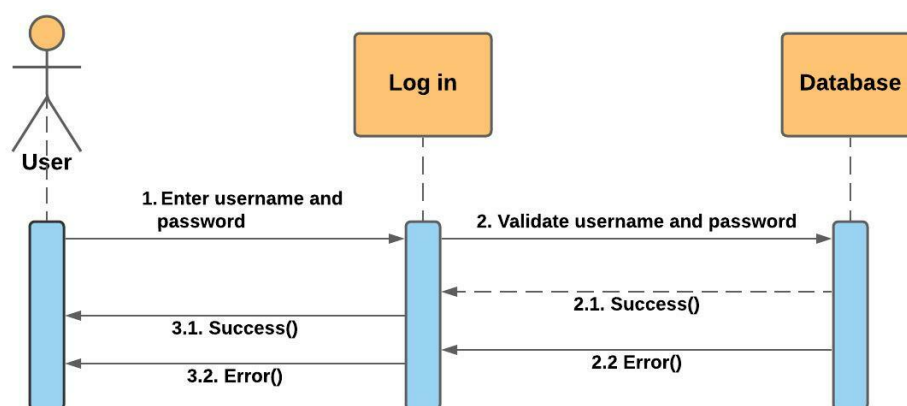 Log in
Database
User
1. Enter username and
password
2. Validate username and password
2.1. Success()
3.1. Success()
2.2 Error()
3.2. Error()